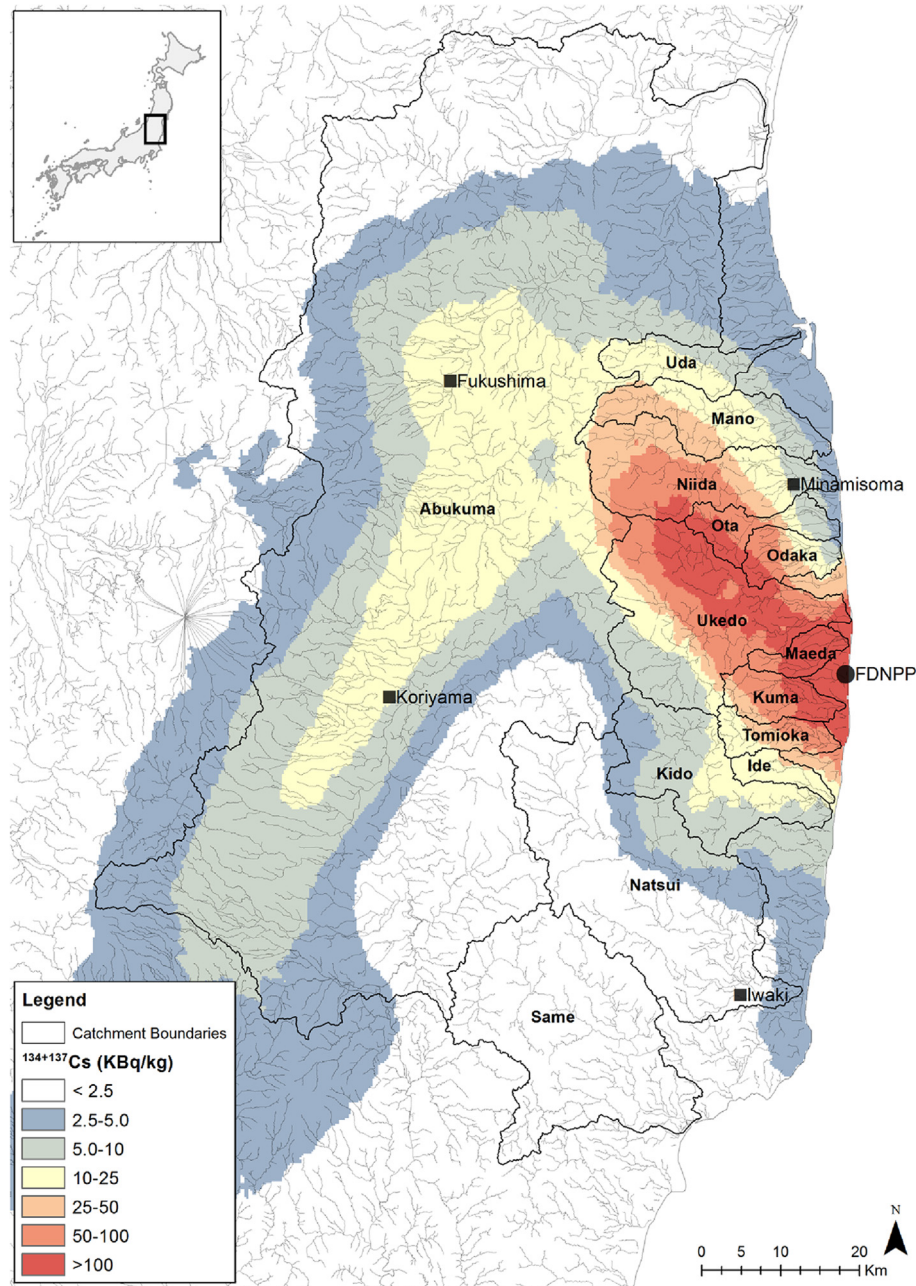 Uda
Fukushima
Mano
Niida
Minamisoma
Abukuma
Ota
Odaka
Ukedo
Maeda
FDNPP
Kuma
Koriyama
Tomioka
Ide
Kido
Natsui
Iwaki
Same
Legend
Catchment Boundaries
134+137Cs (KBq/kg)
< 2.5
2.5-5.0
5.0-10
10-25
25-50
50-100
>100
N
0 5 10 20
Km